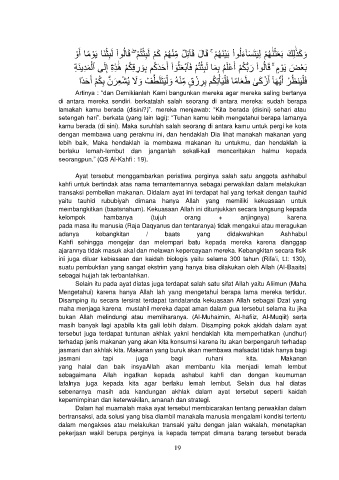 وَكَذَٰلِكَ بَعَثْنَٰهُمْ لِيَتَسَآءَلُوا۟ بَيْنَهُمْ ۚ قَالَ قَآئِلٌ مِّنْهُمْ كَمْ لَبِثْتُمْ ۖ قَالُوا۟ لَبِثْنَا يَوْمًا أَوْ
بَعْضَ يَوْمٍ ۚ قَالُوا۟ رَبُّكُمْ أَعْلَمُ بِمَا لَبِثْتُمْ فَٱبْعَثُوٓا۟ أَحَدَكُم بِوَرِقِكُمْ هَٰذِهِۦٓ إِلَى ٱلْمَدِينَةِ
فَلْيَنظُرْ أَيُّهَآ أَزْكَىٰ طَعَامًا فَلْيَأْتِكُم بِرِزْقٍ مِّنْهُ وَلْيَتَلَطَّفْ وَلَا يُشْعِرَنَّ بِكُمْ أَحَدًا
Artinya : "dan Demikianlah Kami bangunkan mereka agar mereka saling bertanya
di antara mereka sendiri. berkatalah salah seorang di antara mereka: sudah berapa
lamakah kamu berada (disini?)". mereka menjawab: "Kita berada (disini) sehari atau
setengah hari". berkata (yang lain lagi): "Tuhan kamu lebih mengetahui berapa lamanya
kamu berada (di sini). Maka suruhlah salah seorang di antara kamu untuk pergi ke kota
dengan membawa uang perakmu ini, dan hendaklah Dia lihat manakah makanan yang
lebih baik, Maka hendaklah ia membawa makanan itu untukmu, dan hendaklah ia
berlaku lemah-lembut dan janganlah sekali-kali menceritakan halmu kepada
seorangpun." (QS Al-Kahfi : 19).
Ayat tersebut menggambarkan peristiwa perginya salah satu anggota ashhabul
kahfi untuk bertindak atas nama temantemannya sebagai perwakilan dalam melakukan
transaksi pembelian makanan. Didalam ayat ini terdapat hal yang terkait dengan tauhid
yaitu tauhid rububiyah dimana hanya Allah yang memiliki kekuasaan untuk
membangkitkan (baatsnahum). Kekuasaan Allah ini ditunjukkan secara langsung kepada
kelompok hambanya (tujuh orang + anjingnya) karena
pada masa itu manusia (Raja Daqyanus dan tentaranya) tidak mengakui atau meragukan
adanya kebangkitan / baats yang didakwahkan Ashhabul
Kahfi sehingga mengejar dan melempari batu kepada mereka karena dianggap
ajarannya tidak masuk akal dan melawan kepercayaan mereka. Kebangkitan secara fisik
ini juga diluar kebiasaan dan kaidah biologis yaitu selama 300 tahun (Rifa'i, t.t: 130),
suatu pembuktian yang sangat ekstrim yang hanya bisa dilakukan oleh Allah (Al-Baats)
sebagai hujjah tak terbantahkan.
Selain itu pada ayat diatas juga terdapat salah satu sifat Allah yaitu Aliimun (Maha
Mengetahui) karena hanya Allah lah yang mengetahui berapa lama mereka tertidur.
Disamping itu secara tersirat terdapat tandatanda kekuasaan Allah sebagai Dzat yang
maha menjaga karena mustahil mereka dapat aman dalam gua tersebut selama itu jika
bukan Allah melindungi atau memliharanya. (Al-Muhaimin, Al-hafiz, Al-Muqiit) serta
masih banyak lagi apabila kita gali lebih dalam. Disamping pokok akidah dalam ayat
tersebut juga terdapat tuntunan akhlak yakni hendaklah kita memperhatikan (undhur)
terhadap jenis makanan yang akan kita konsumsi karena itu akan berpengaruh terhadap
jasmani dan akhlak kita. Makanan yang buruk akan membawa mafsadat tidak hanya bagi
jasmani tapi juga bagi ruhani kita. Makanan
yang halal dan baik insyaAllah akan membantu kita menjadi lemah lembut
sebagaimana Allah ingatkan kepada ashabul kahfi dan dengan keumuman
lafalnya juga kepada kita agar berlaku lemah lembut. Selain dua hal diatas
sebenarnya masih ada kandungan akhlak dalam ayat tersebut seperti kaidah
kepemimpinan dan keterwakilan, amanah dan strategi.
Dalam hal muamalah maka ayat tersebut membicarakan tentang perwakilan dalam
bertransaksi, ada solusi yang bisa diambil manakala manusia mengalami kondisi tertentu
dalam mengakses atau melakukan transaki yaitu dengan jalan wakalah, menetapkan
pekerjaan wakil berupa perginya ia kepada tempat dimana barang tersebut berada
19